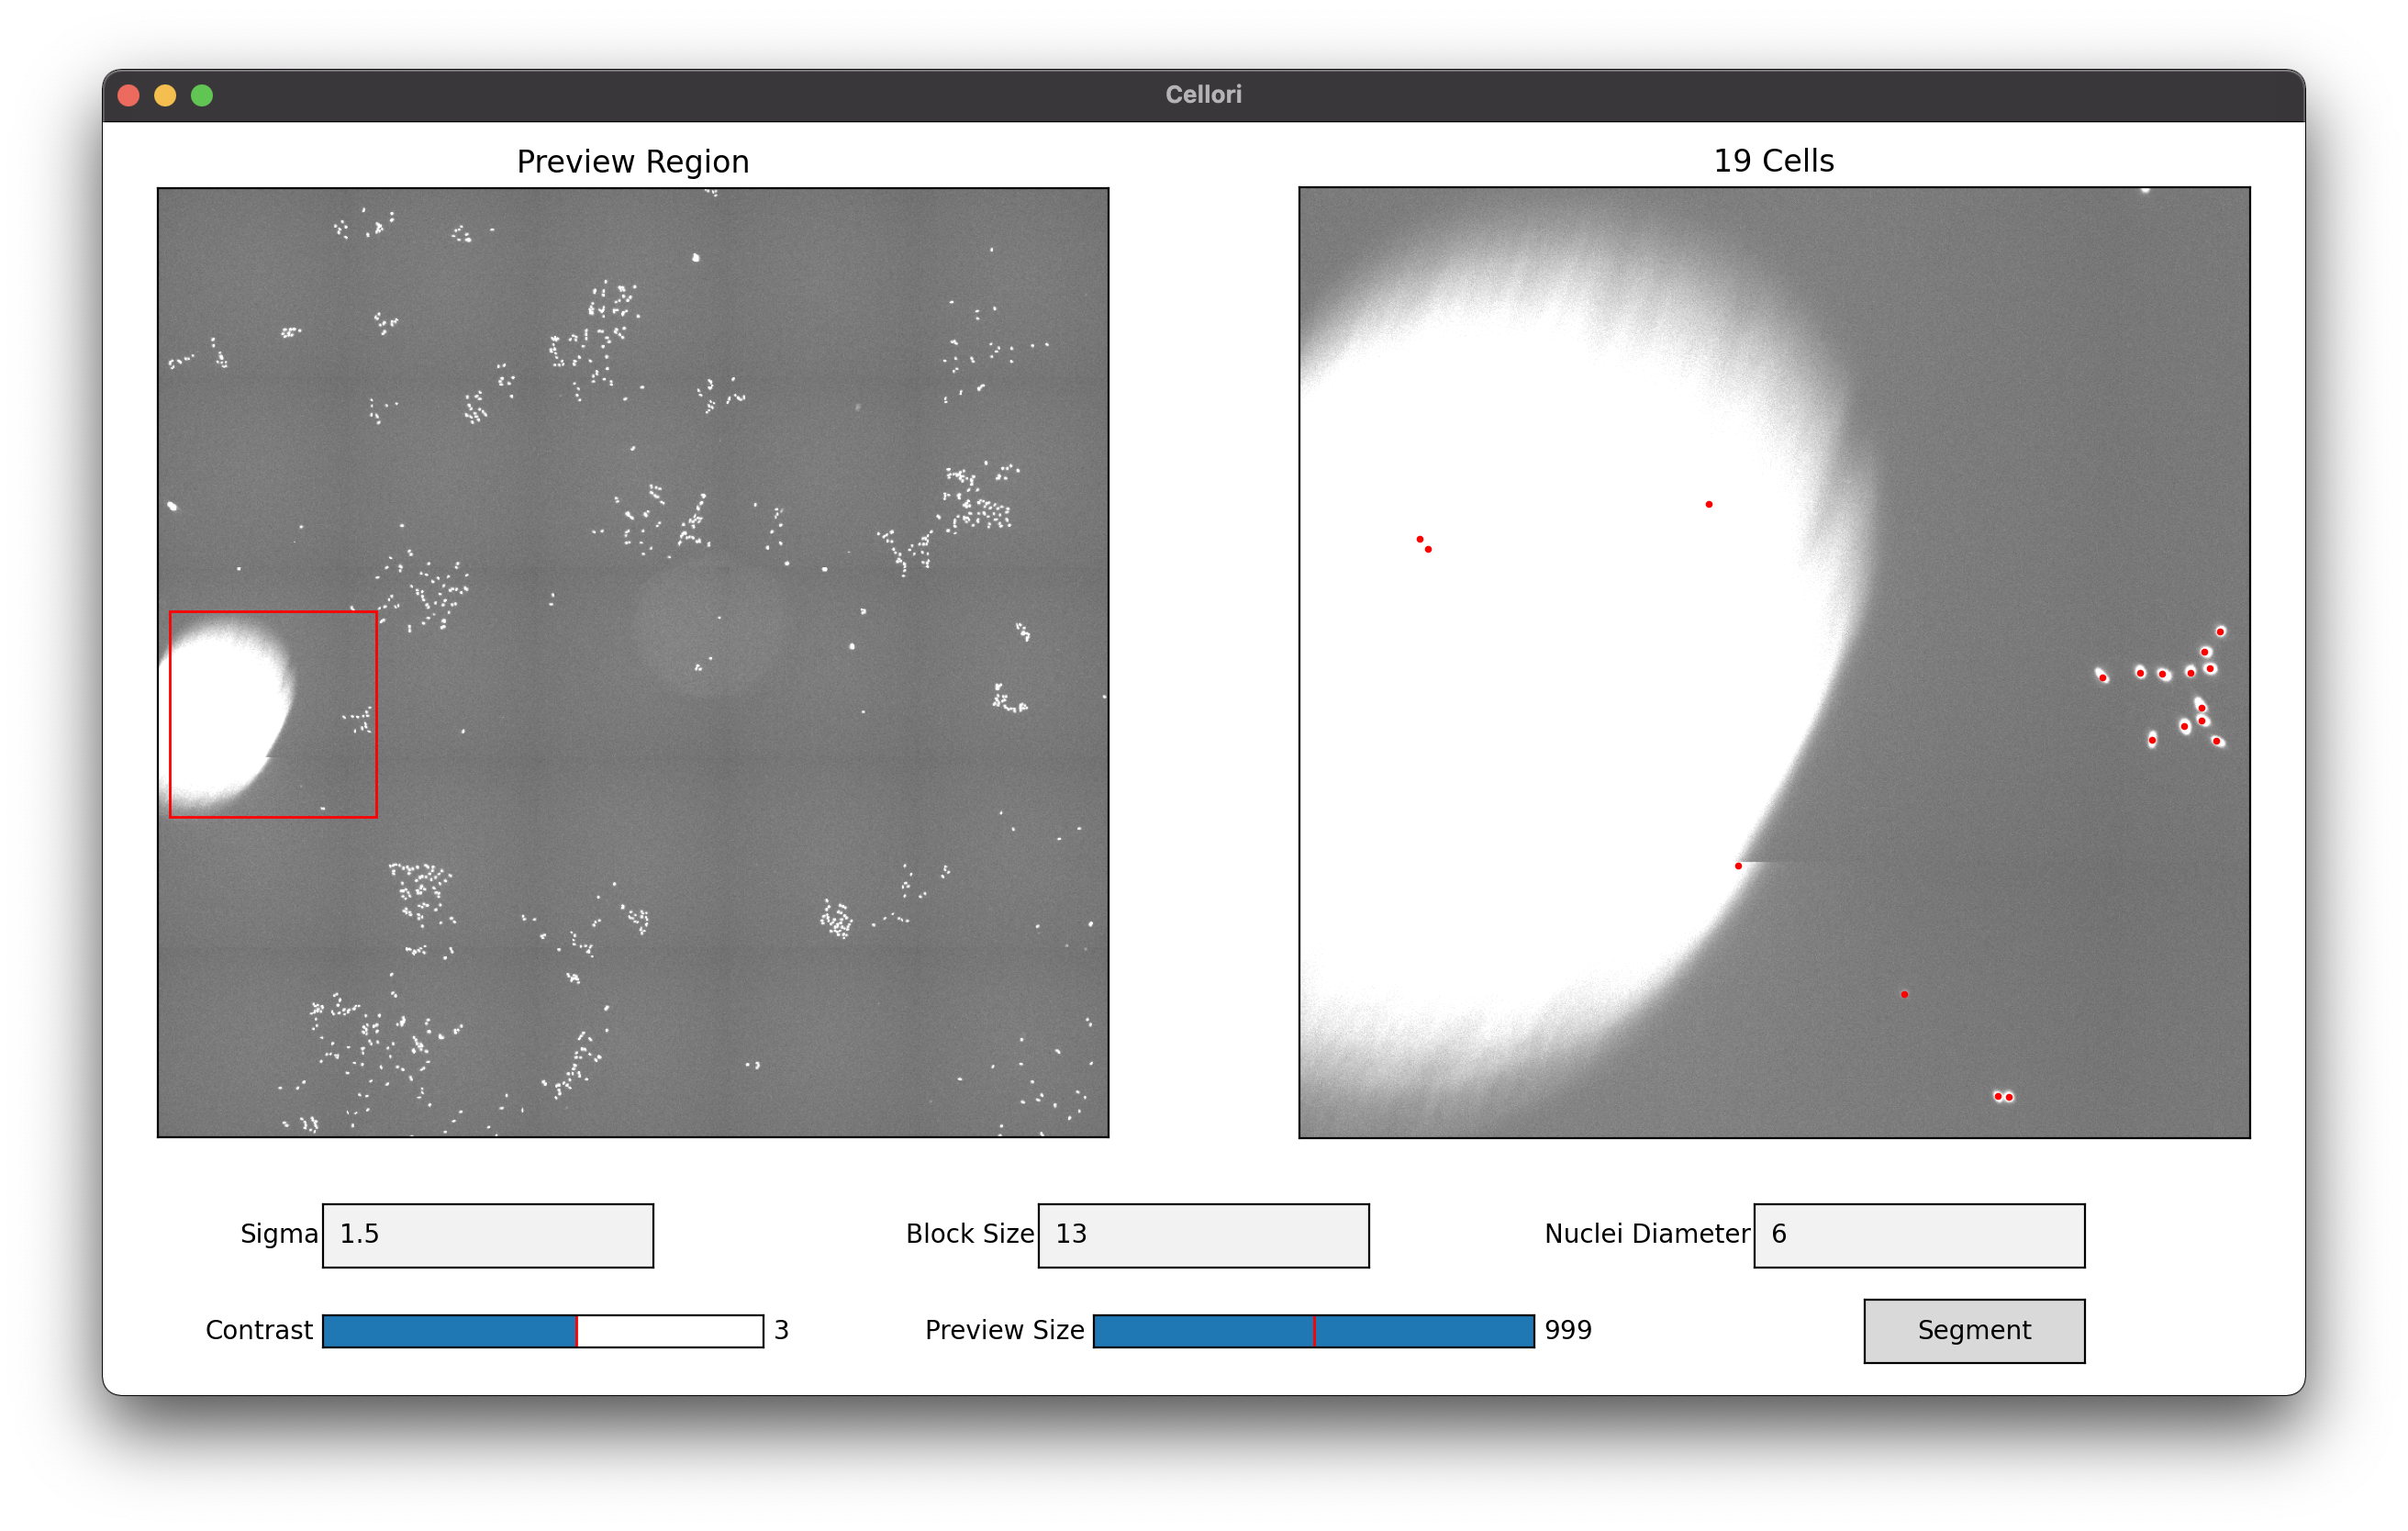 Cellori
Preview Region
19 Cells
Sigma 1.5
Block Size 13
Nuclei Diameter 6
Contrast 3
Preview Size 999
Segment